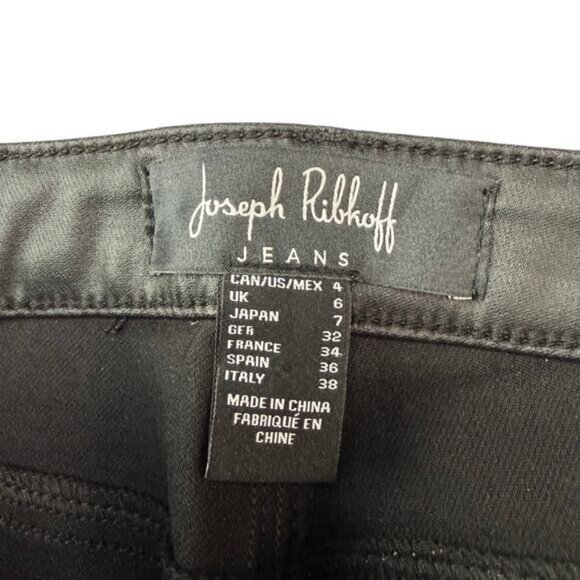 Joseph Ribkoff
JEANS
CAN/US/MEX 4
UK 6
JAPAN 7
GER 32
FRANCE 34
SPAIN 36
ITALY 38
MADE IN CHINA
FABRIQUÉ EN
CHINE